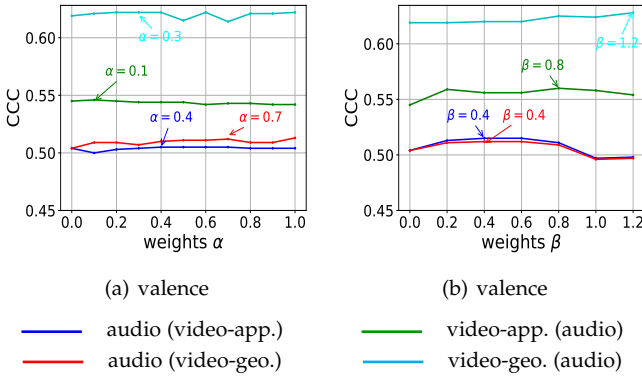 CCC
0.60
0.55
0.50
0.45
α = 0.3
α = 0.1
α = 0.4
α = 0.7
0.0 0.2 0.4 0.6 0.8 1.0
weights α
(a) valence
CCC
0.60
0.55
0.50
0.45
β = 1.2
β = 0.8
β = 0.4
β = 0.4
0.0 0.2 0.4 0.6 0.8 1.0 1.2
weights β
(b) valence
audio (video-app.)
video-app. (audio)
audio (video-geo.)
video-geo. (audio)